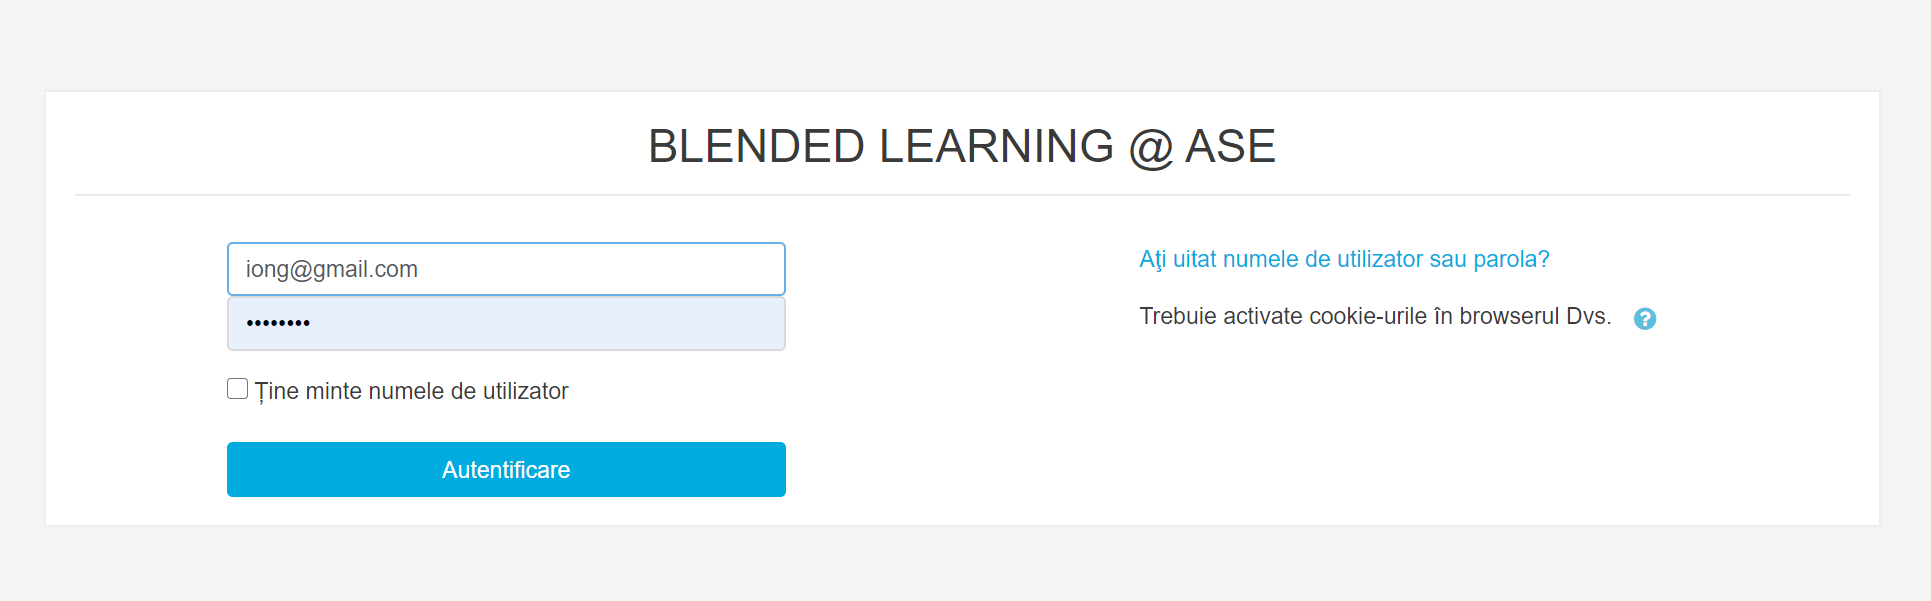 BLENDED LEARNING @ ASE
iong@gmail.com
••••••••
Ține minte numele de utilizator
Autentificare
Aţi uitat numele de utilizator sau parola?
Trebuie activate cookie-urile în browserul Dvs.